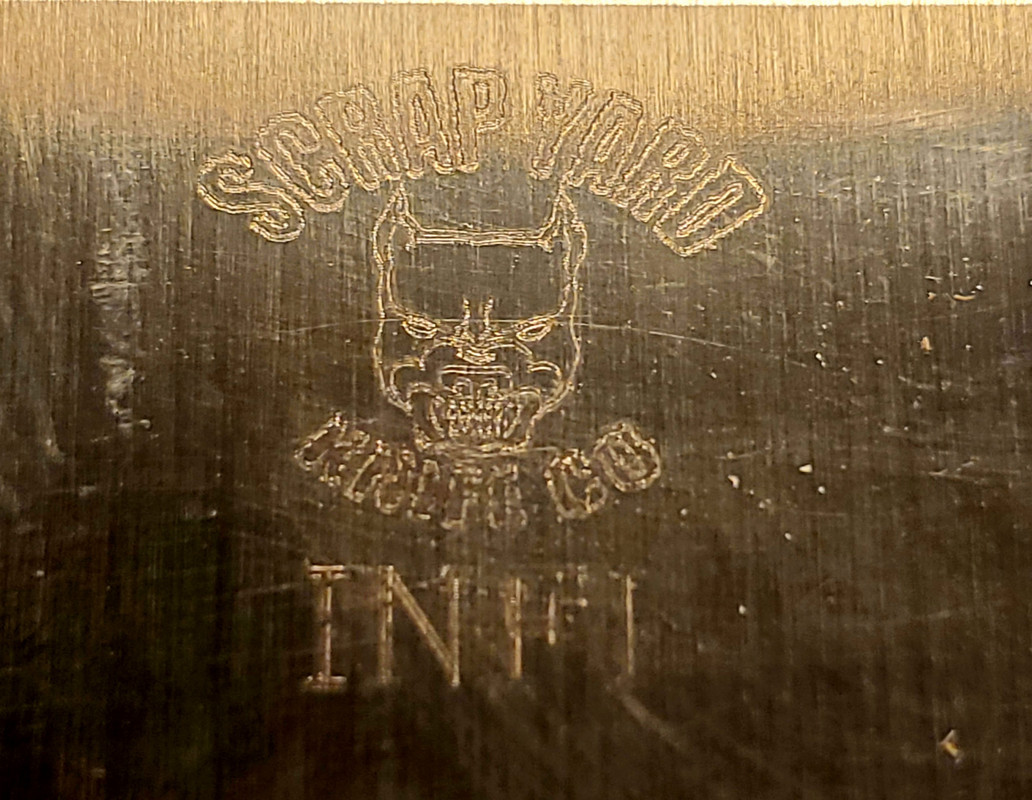 SCRAP YARD
KNIFE CO
INFI